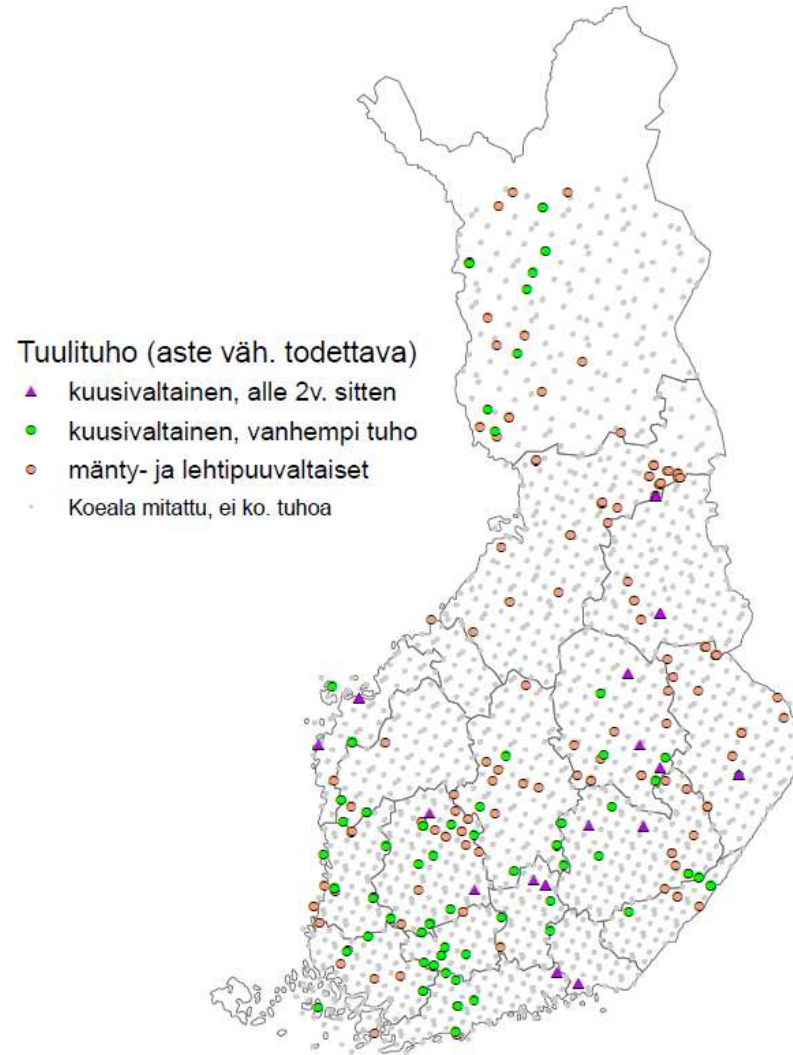 Tuulituho (aste väh. todettava)
kuusivaltainen, alle 2v. sitten
kuusivaltainen, vanhempi tuho
mänty- ja lehtipuuvaltaiset
Koeala mitattu, ei ko. tuhoa